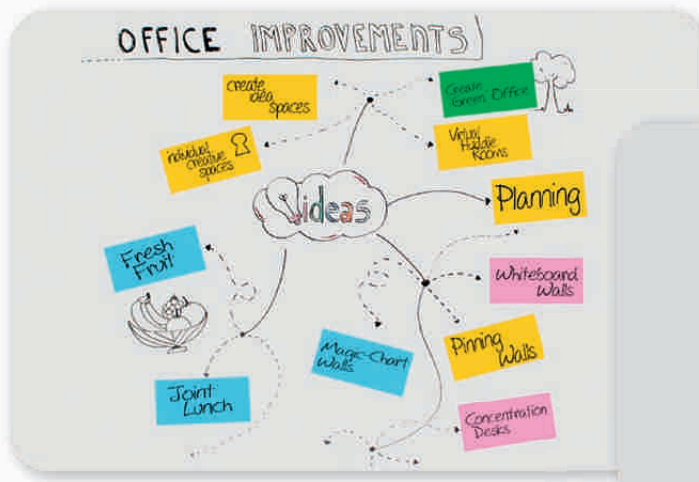 OFFICE IMPROVEMENTS
create
idea
spaces
Create
Green Office
individual
creative
spaces
Virtual
Huddle
Rooms
ideas
Planning
Fresh
Fruit
Whiteboard
Walls
Magic-Chart
Walls
Pinning
Walls
Joint
Lunch
Concentration
Desks